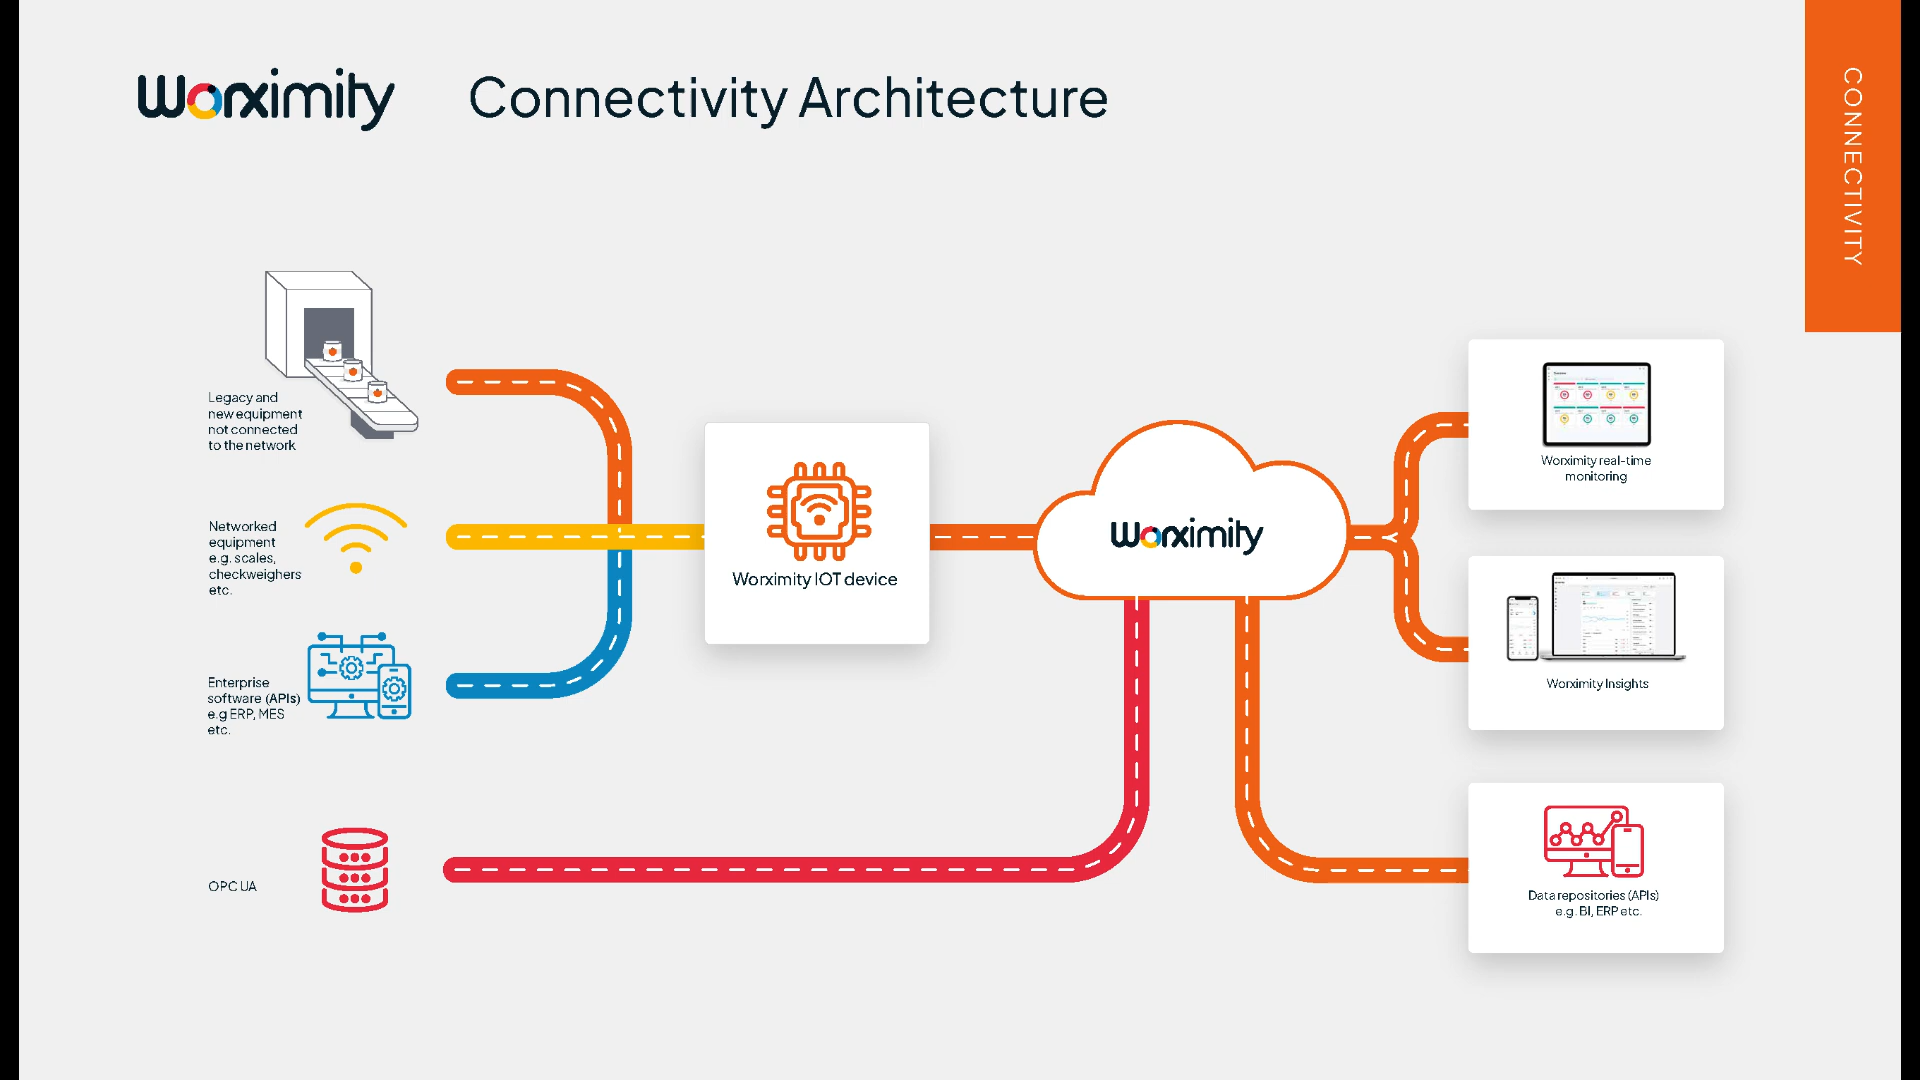 Worximity
Connectivity Architecture
CONNECTIVITY
Legacy and
new equipment
not connected
to the network
Networked
equipment
e.g. scales,
checkweighers
etc.
Enterprise
software (APIs)
e.g ERP, MES
etc.
OPC UA
Worximity IOT device
Worximity
Worximity real-time
monitoring
Worximity Insights
Data repositories (APIs)
e.g. BI, ERP etc.